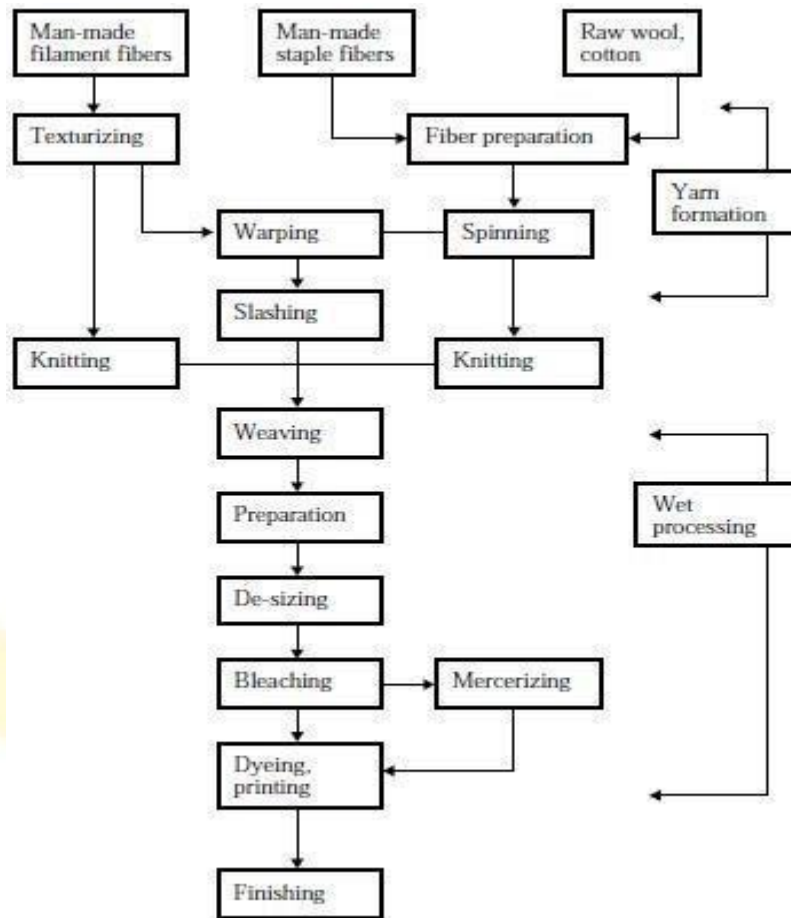 Man-made
filament fibers
Man-made
staple fibers
Raw wool,
cotton
Texturizing
Fiber preparation
Yarn
formation
Warping
Spinning
Slashing
Knitting
Knitting
Weaving
Wet
processing
Preparation
De-sizing
Bleaching
Mercerizing
Dyeing,
printing
Finishing